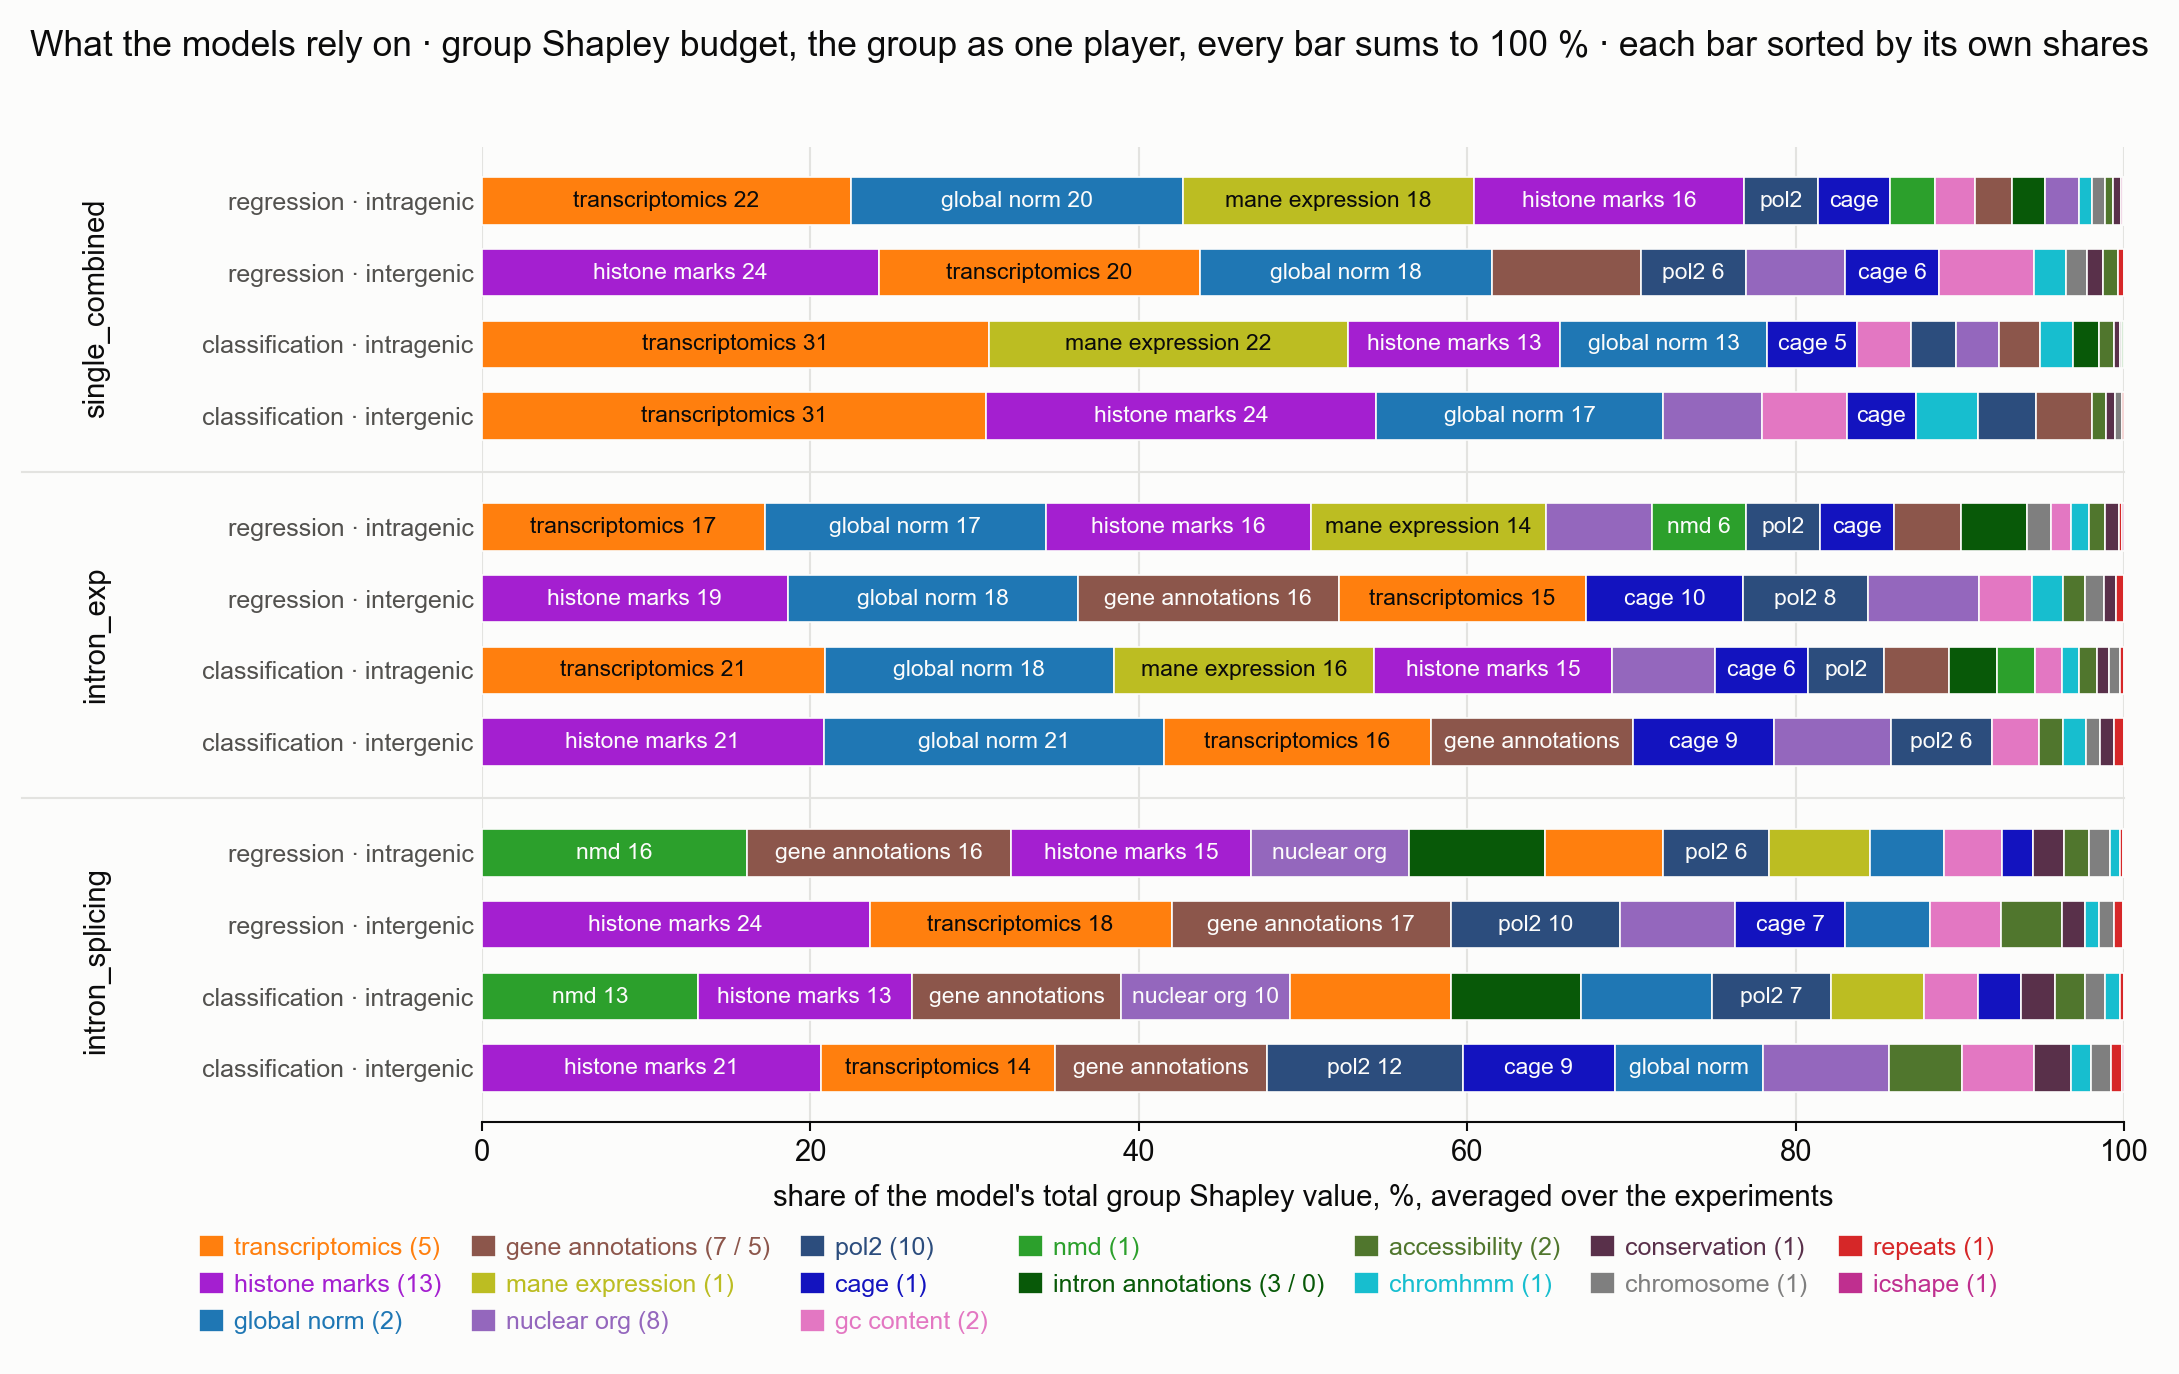 What the models rely on · group Shapley budget, the group as one player, every bar sums to 100 % · each bar sorted by its own shares
single_combined
regression · intragenic
transcriptomics 22
global norm 20
mane expression 18
histone marks 16
pol2
cage
regression · intergenic
histone marks 24
transcriptomics 20
global norm 18
pol2 6
cage 6
classification · intragenic
transcriptomics 31
mane expression 22
histone marks 13
global norm 13
cage 5
classification · intergenic
transcriptomics 31
histone marks 24
global norm 17
cage
intron_exp
regression · intragenic
transcriptomics 17
global norm 17
histone marks 16
mane expression 14
nmd 6
pol2
cage
regression · intergenic
histone marks 19
global norm 18
gene annotations 16
transcriptomics 15
cage 10
pol2 8
classification · intragenic
transcriptomics 21
global norm 18
mane expression 16
histone marks 15
cage 6
pol2
classification · intergenic
histone marks 21
global norm 21
transcriptomics 16
gene annotations
cage 9
pol2 6
intron_splicing
regression · intragenic
nmd 16
gene annotations 16
histone marks 15
nuclear org
pol2 6
regression · intergenic
histone marks 24
transcriptomics 18
gene annotations 17
pol2 10
cage 7
classification · intragenic
nmd 13
histone marks 13
gene annotations
nuclear org 10
pol2 7
classification · intergenic
histone marks 21
transcriptomics 14
gene annotations
pol2 12
cage 9
global norm
0 20 40 60 80 100
share of the model's total group Shapley value, %, averaged over the experiments
transcriptomics (5)
histone marks (13)
global norm (2)
gene annotations (7 / 5)
mane expression (1)
nuclear org (8)
pol2 (10)
cage (1)
gc content (2)
nmd (1)
intron annotations (3 / 0)
accessibility (2)
chromhmm (1)
conservation (1)
chromosome (1)
repeats (1)
icshape (1)